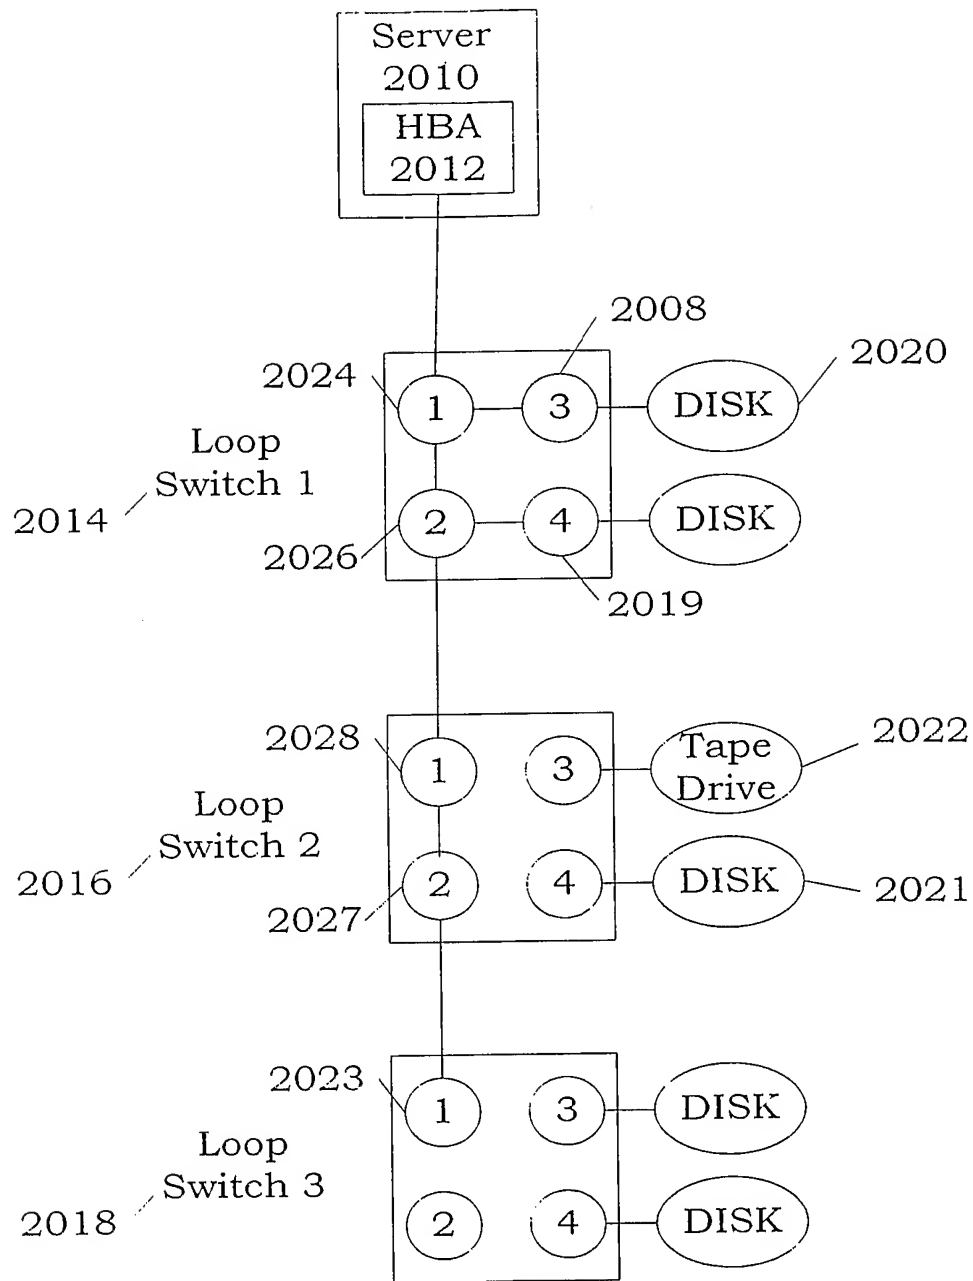 Server
2010
HBA
2012
2008
2024
1
3
DISK
2020
Loop
Switch 1
2014
2
4
DISK
2026
2019
2028
1
3
Tape
Drive
2022
Loop
Switch 2
2016
2
4
DISK
2021
2027
2023
1
3
DISK
Loop
Switch 3
2018
2
4
DISK